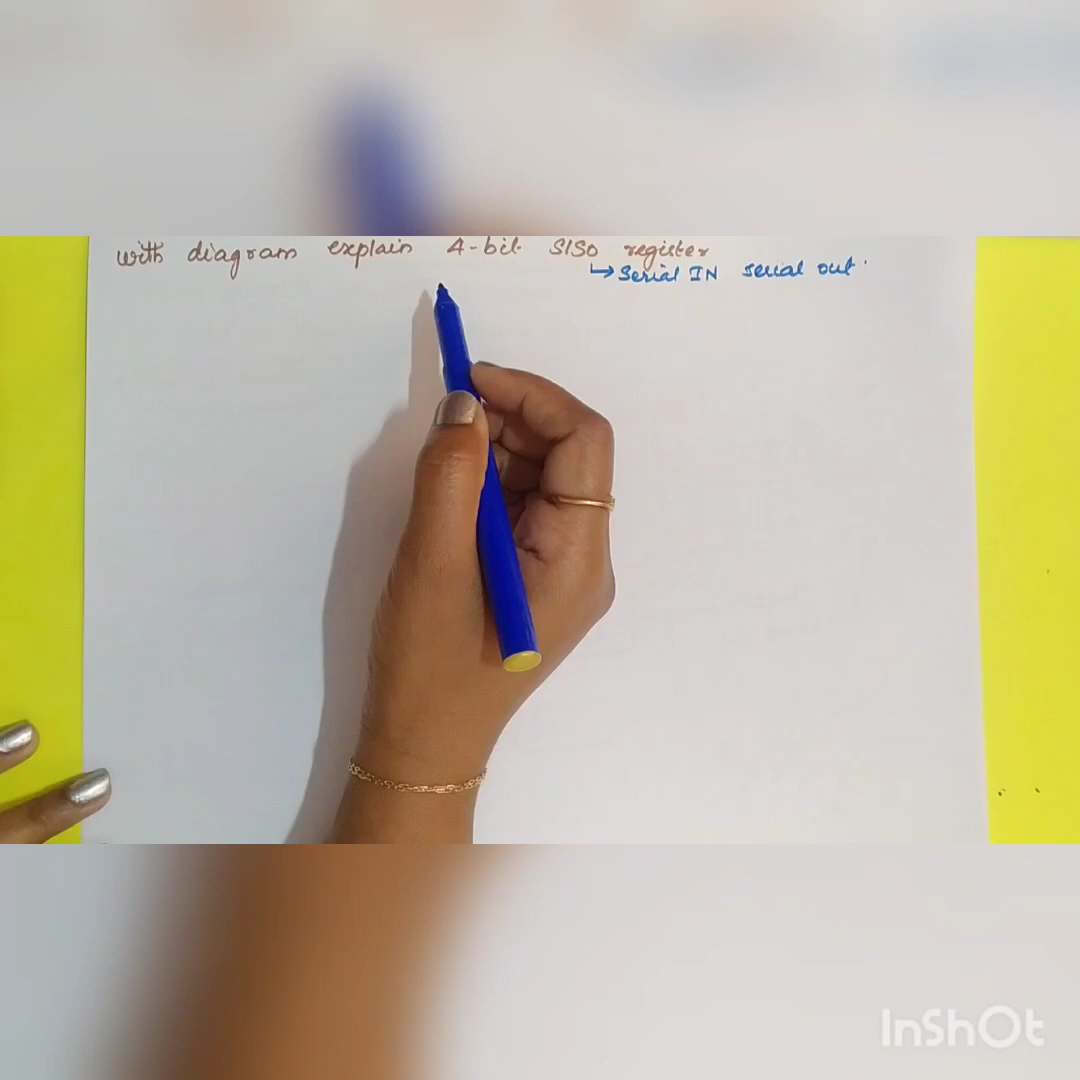 with diagram explain 4-bit SISO register
↳ Serial IN serial out.
InShOt